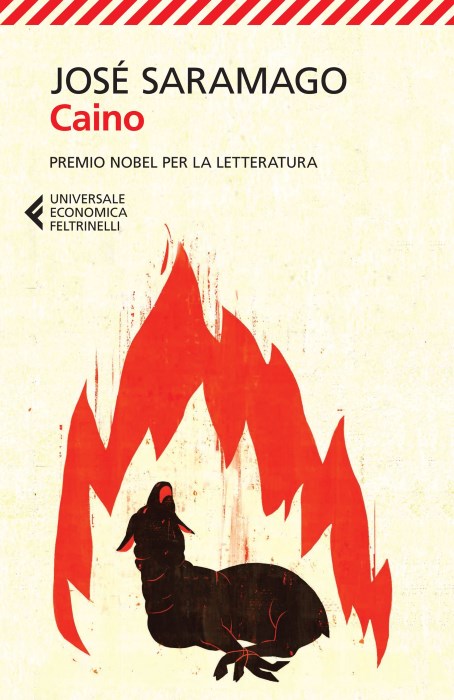 JOSÉ SARAMAGO
Caino
PREMIO NOBEL PER LA LETTERATURA
UNIVERSALE
ECONOMICA
FELTRINELLI